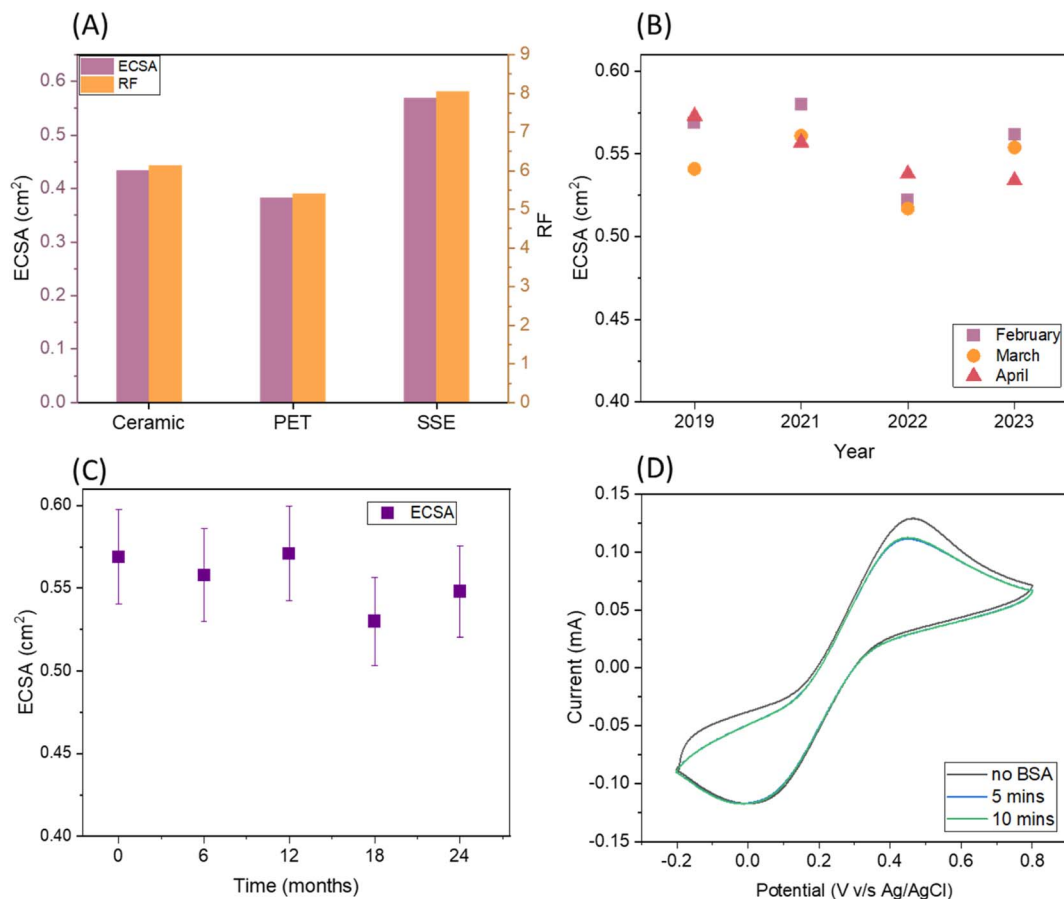 (A)
ECSA
RF
ECSA (cm²)
0.6
0.5
0.4
0.3
0.2
0.1
0.0
9
8
7
6
5
4
3
2
1
0
RF
Ceramic PET SSE
(B)
ECSA (cm²)
0.60
0.55
0.50
0.45
0.40
February
March
April
2019 2021 2022 2023
Year
(C)
ECSA
ECSA (cm²)
0.60
0.55
0.50
0.45
0.40
0 6 12 18 24
Time (months)
(D)
Current (mA)
0.15
0.10
0.05
0.00
-0.05
-0.10
-0.15
no BSA
5 mins
10 mins
-0.2 0.0 0.2 0.4 0.6 0.8
Potential (V v/s Ag/AgCl)